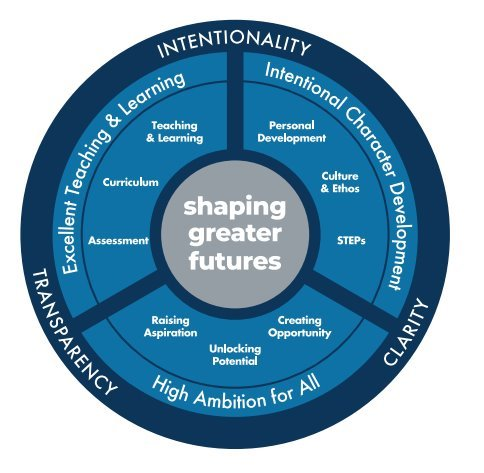 INTENTIONALITY
Excellent Teaching & Learning
Intentional Character Development
Teaching
& Learning
Personal
Development
Curriculum
Culture
& Ethos
shaping
greater
futures
Assessment
STEPs
TRANSPARENCY
CLARITY
Raising
Aspiration
Creating
Opportunity
Unlocking
Potential
High Ambition for All